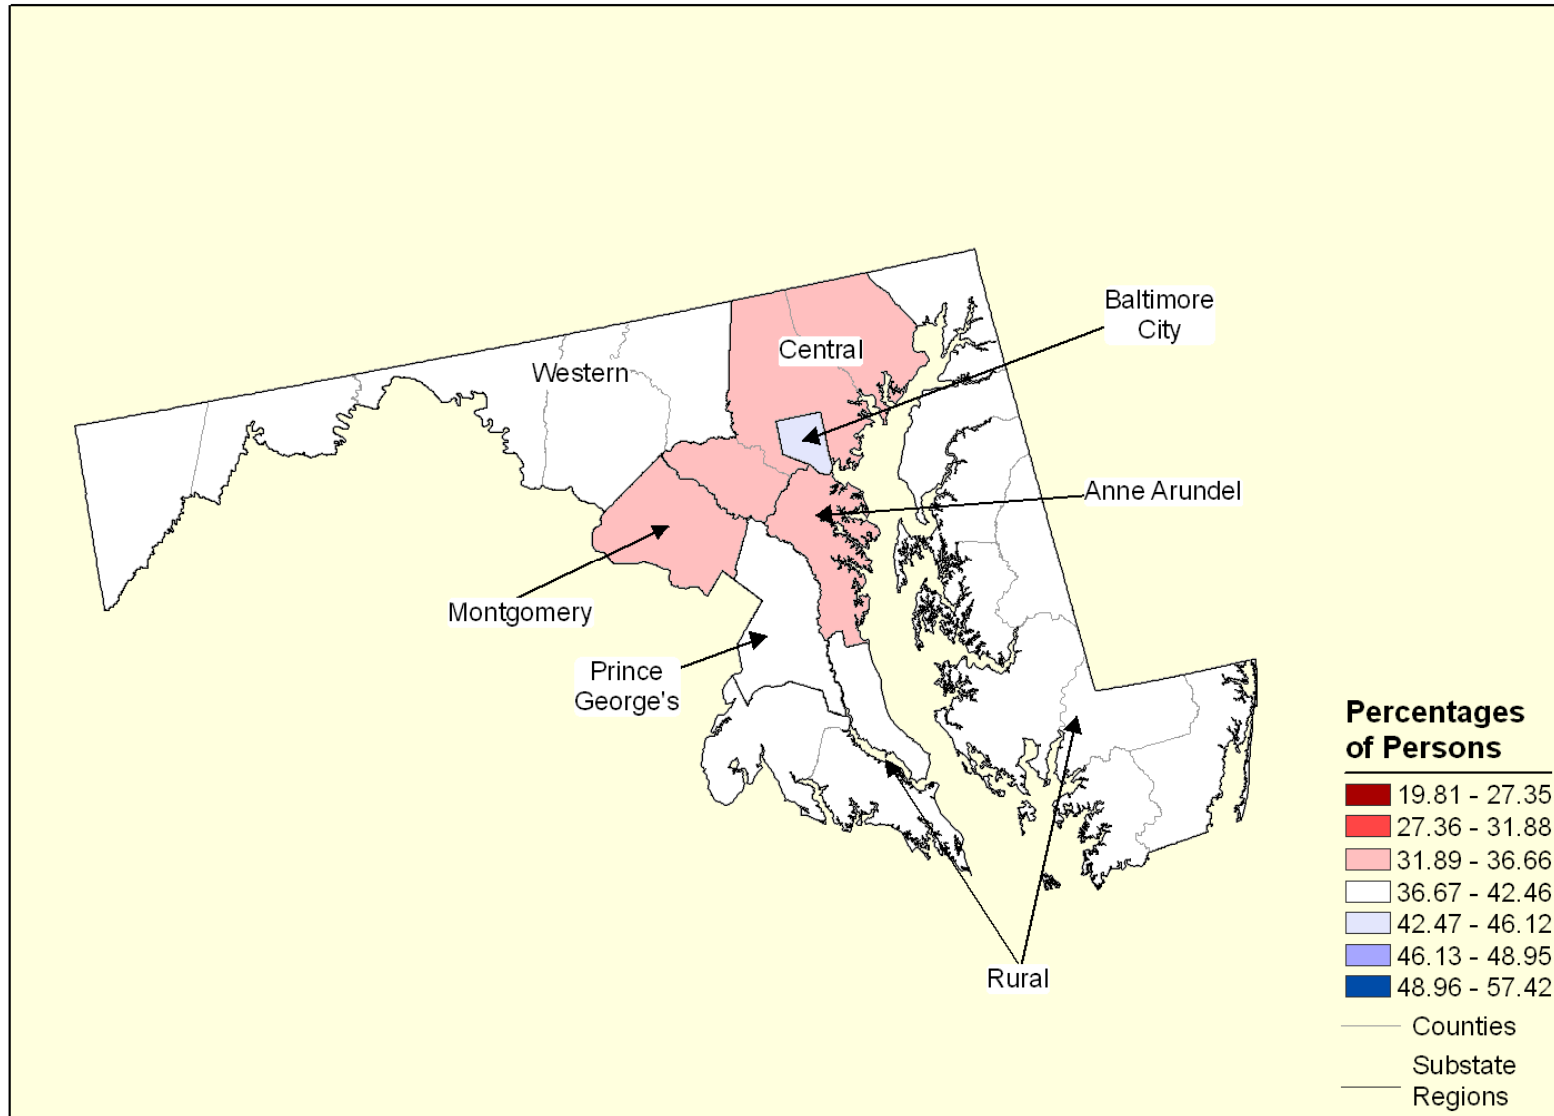 Baltimore
City
Central
Western
Anne Arundel
Montgomery
Prince
George's
Rural
Percentages
of Persons
19.81 - 27.35
27.36 - 31.88
31.89 - 36.66
36.67 - 42.46
42.47 - 46.12
46.13 - 48.95
48.96 - 57.42
Counties
Substate
Regions